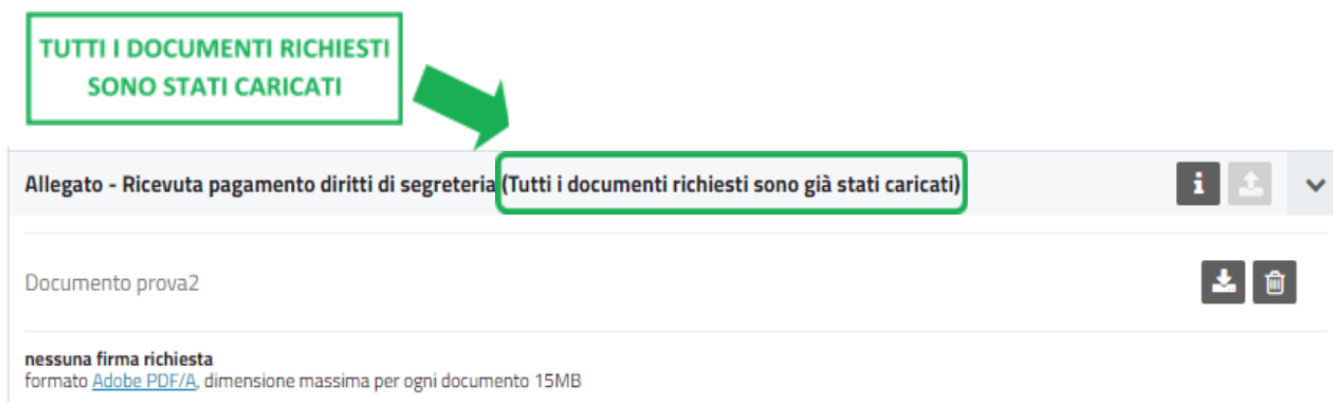 TUTTI I DOCUMENTI RICHIESTI
SONO STATI CARICATI
Allegato - Ricevuta pagamento diritti di segreteria (Tutti i documenti richiesti sono già stati caricati)
Documento prova2
nessuna firma richiesta
formato Adobe PDF/A, dimensione massima per ogni documento 15MB